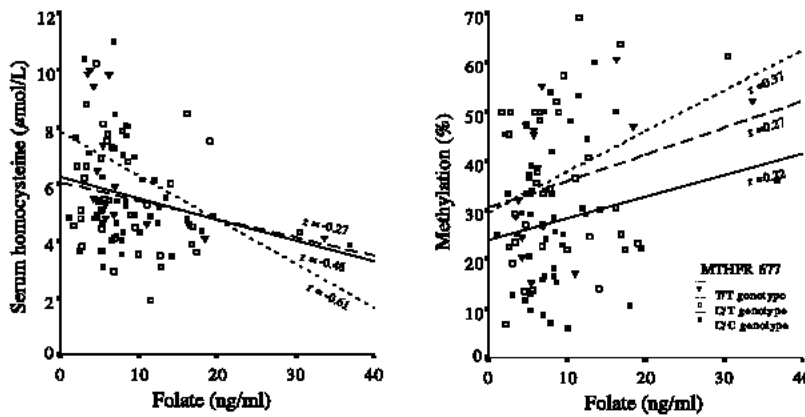 12
10
8
6
4
2
0
0
10
20
30
40
Serum homocysteine (μmol/L)
Folate (ng/ml)
r = -0.27
r = -0.46
r = -0.61
70
60
50
40
30
20
10
0
0
10
20
30
40
Methylation (%)
Folate (ng/ml)
r = 0.37
r = 0.27
r = 0.22
MTHFR 677
T/T genotype
C/T genotype
C/C genotype